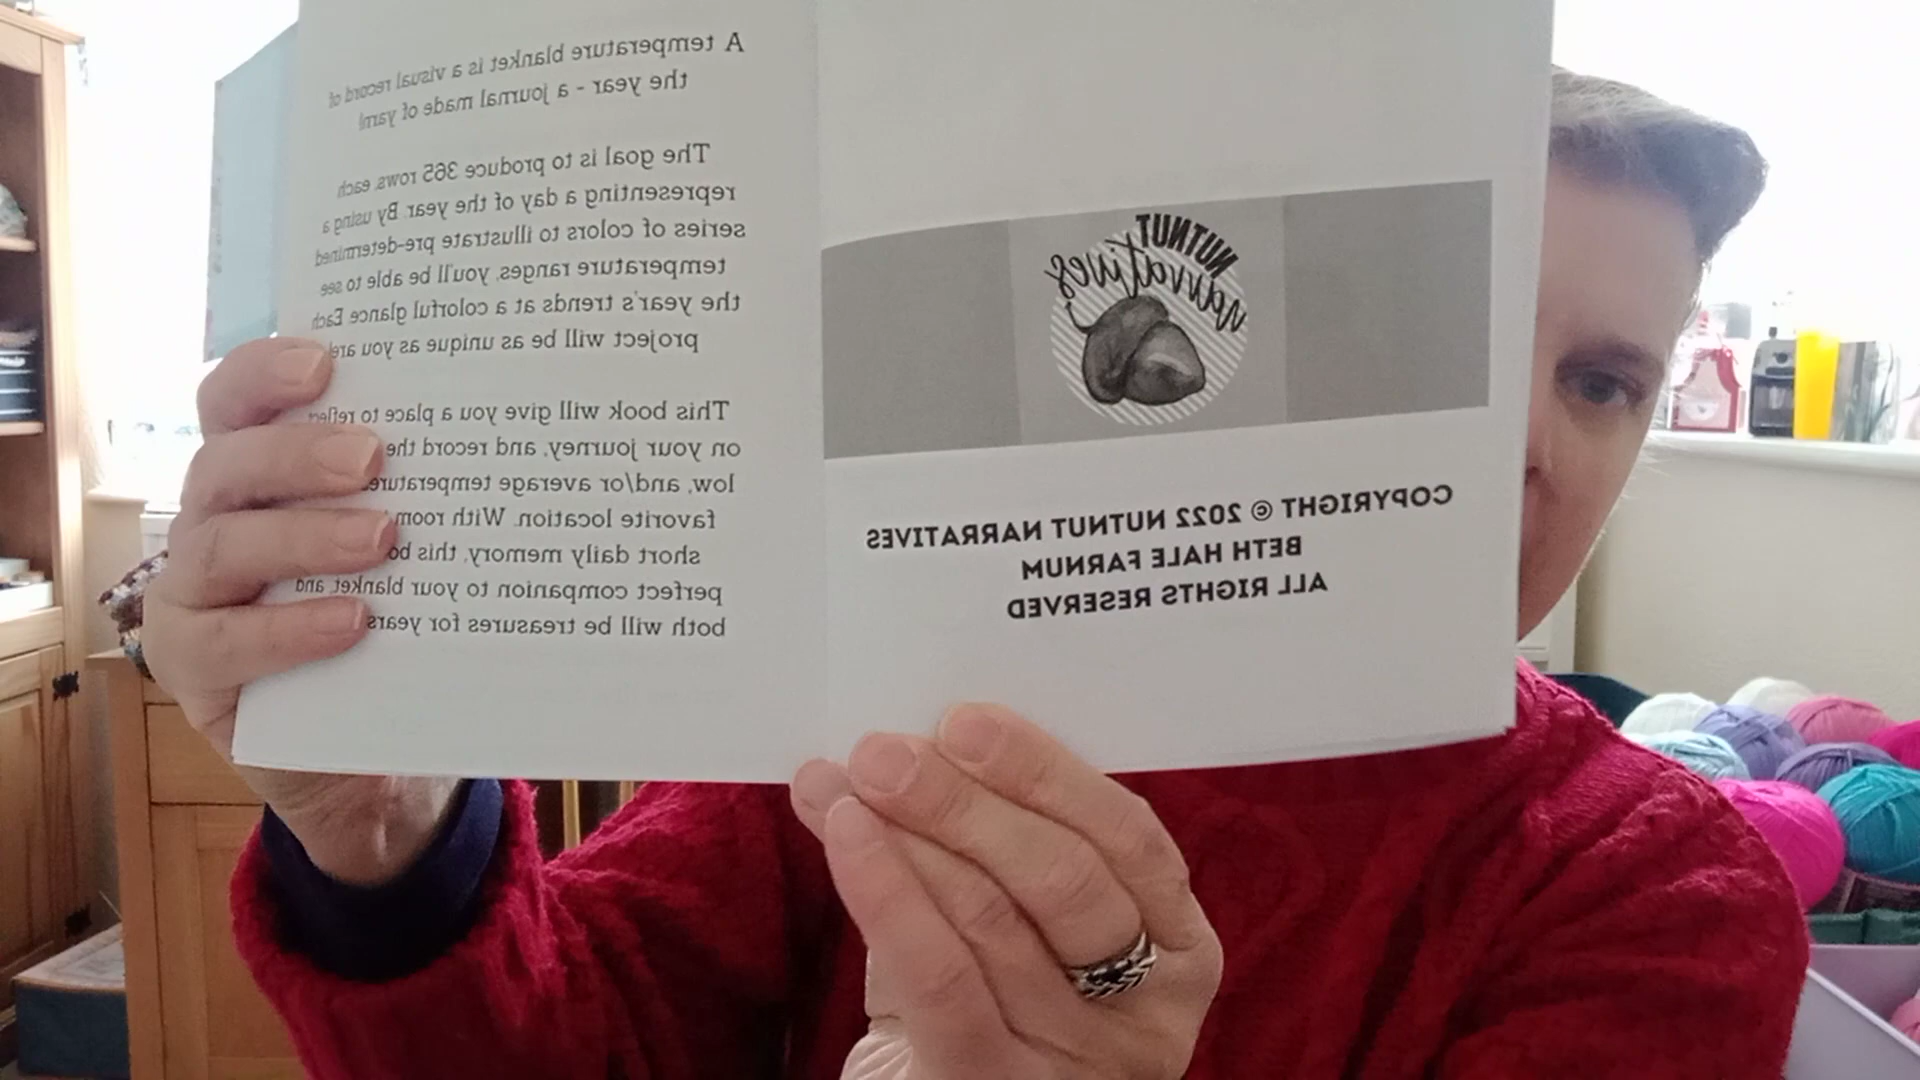 NUTNUT
narratives
COPYRIGHT © 2022 NUTNUT NARRATIVES
BETH HALE FARNUM
ALL RIGHTS RESERVED
A temperature blanket is a visual record of
the year - a journal made of yarn!
The goal is to produce 365 rows, each
representing a day of the year. By using a
series of colors to illustrate pre-determined
temperature ranges, you'll be able to see
the year's trends at a colorful glance. Each
project will be as unique as you are!
This book will give you a place to reflect
on your journey, and record the
low, and/or average temperature
favorite location. With room
short daily memory, this
perfect companion to your blanket, and
both will be treasures for years